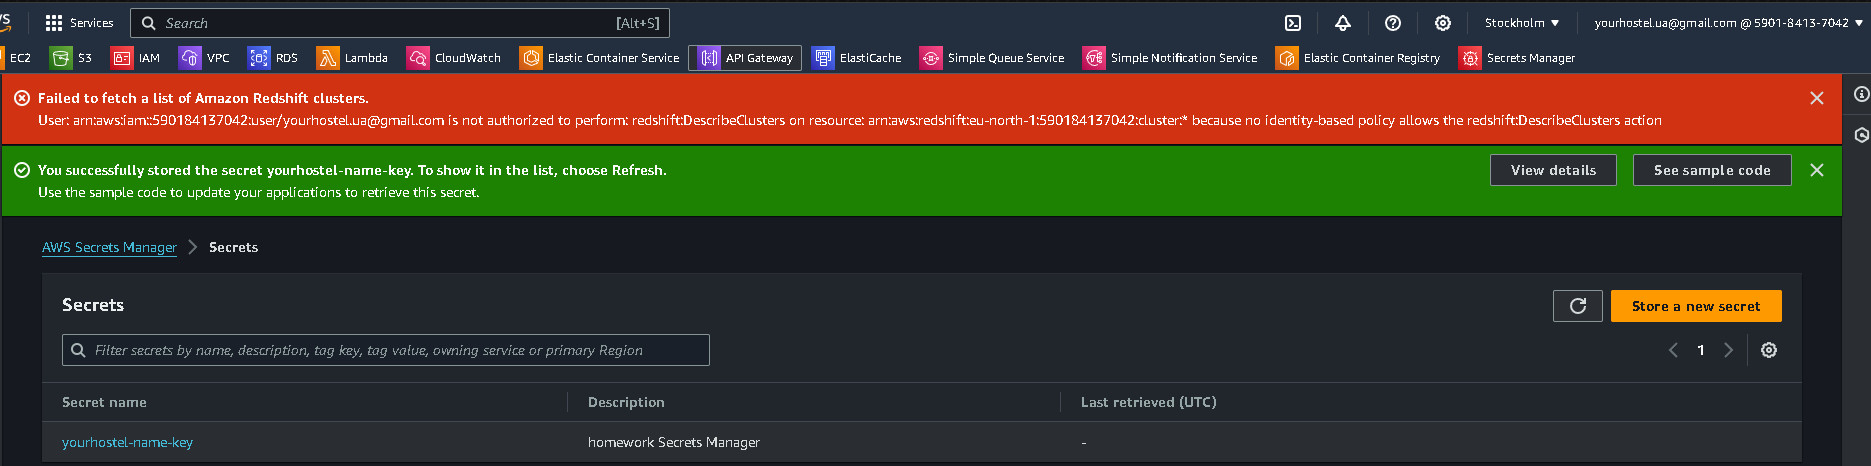 Services
Search
[Alt+S]
Stockholm
yourhostel.ua@gmail.com @ 5901-8413-7042
EC2
S3
IAM
VPC
RDS
Lambda
CloudWatch
Elastic Container Service
API Gateway
ElastiCache
Simple Queue Service
Simple Notification Service
Elastic Container Registry
Secrets Manager
Failed to fetch a list of Amazon Redshift clusters.
User: arn:aws:iam::590184137042:user/yourhostel.ua@gmail.com is not authorized to perform: redshift:DescribeClusters on resource: arn:aws:redshift:eu-north-1:590184137042:cluster:* because no identity-based policy allows the redshift:DescribeClusters action
You successfully stored the secret yourhostel-name-key. To show it in the list, choose Refresh.
Use the sample code to update your applications to retrieve this secret.
View details
See sample code
AWS Secrets Manager
Secrets
Secrets
Store a new secret
Filter secrets by name, description, tag key, tag value, owning service or primary Region
1
Secret name
Description
Last retrieved (UTC)
yourhostel-name-key
homework Secrets Manager
-